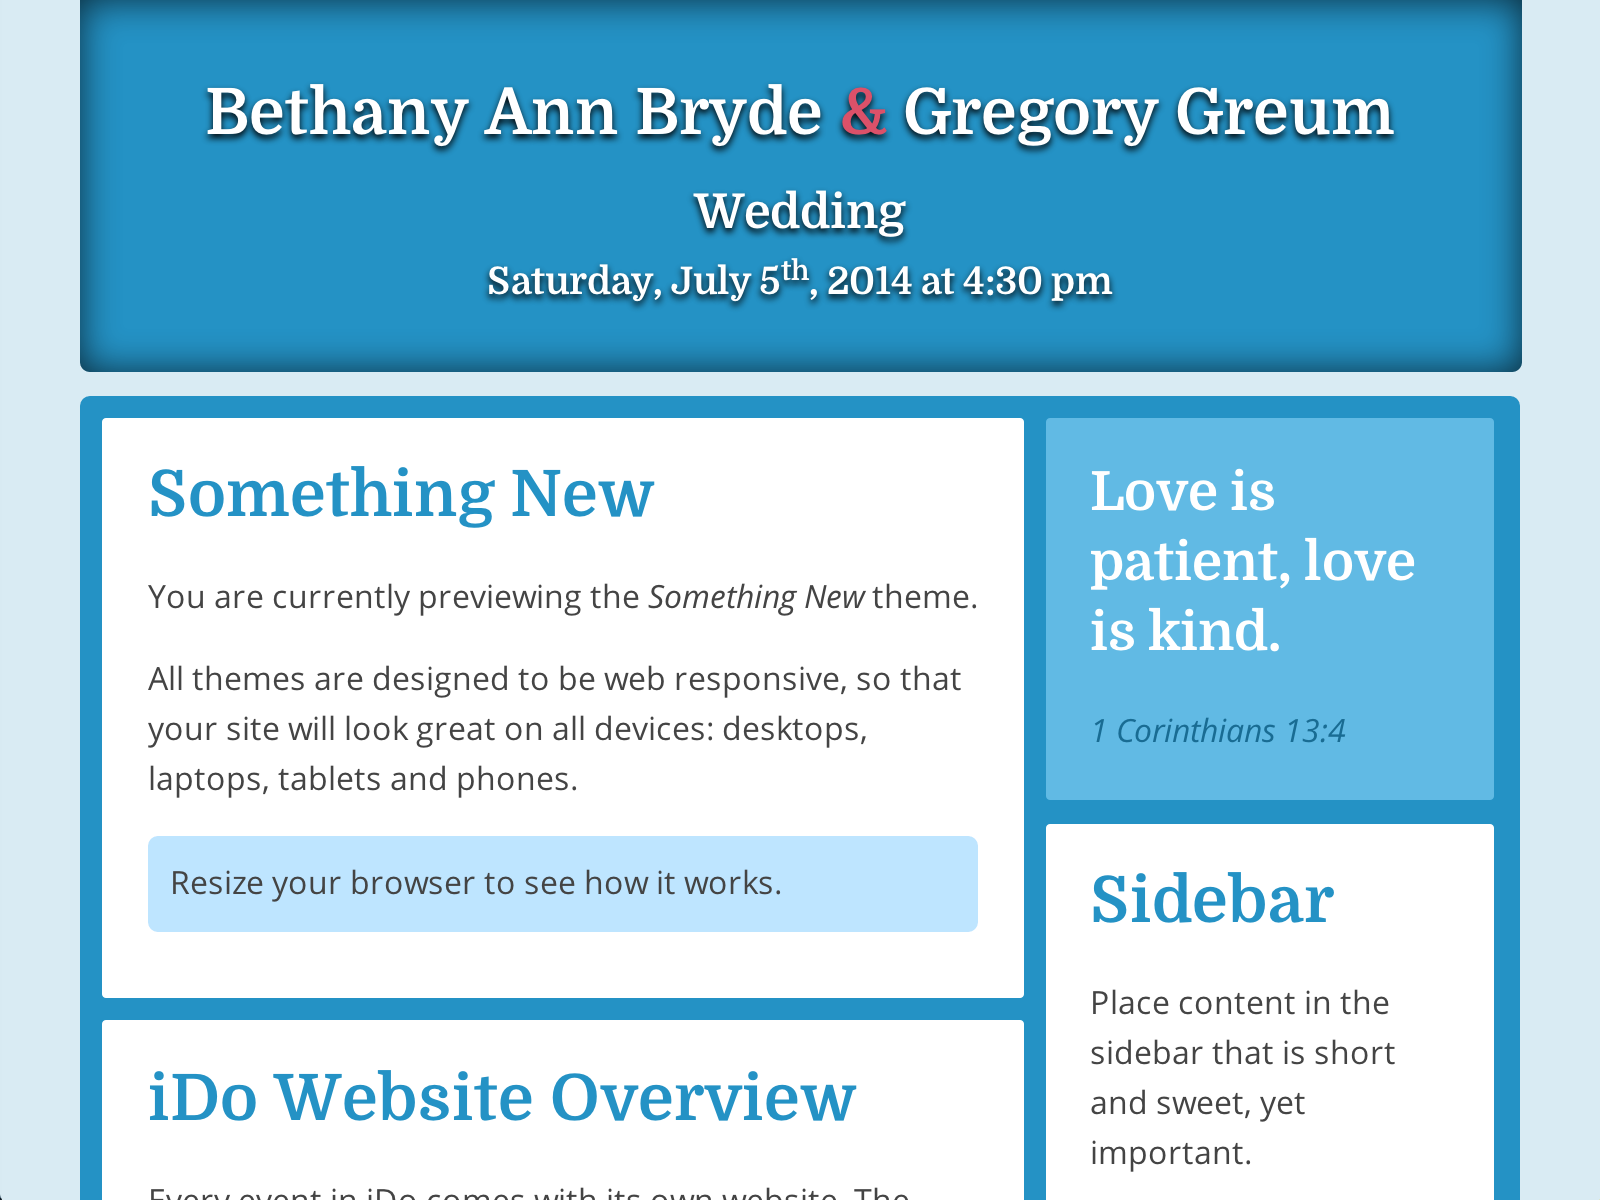 Bethany Ann Bryde & Gregory Greum
Wedding
Saturday, July 5th, 2014 at 4:30 pm
Something New
You are currently previewing the Something New theme.
All themes are designed to be web responsive, so that
your site will look great on all devices: desktops,
laptops, tablets and phones.
Resize your browser to see how it works.
iDo Website Overview
Every event in iDo comes with its own website. The
Love is
patient, love
is kind.
1 Corinthians 13:4
Sidebar
Place content in the
sidebar that is short
and sweet, yet
important.